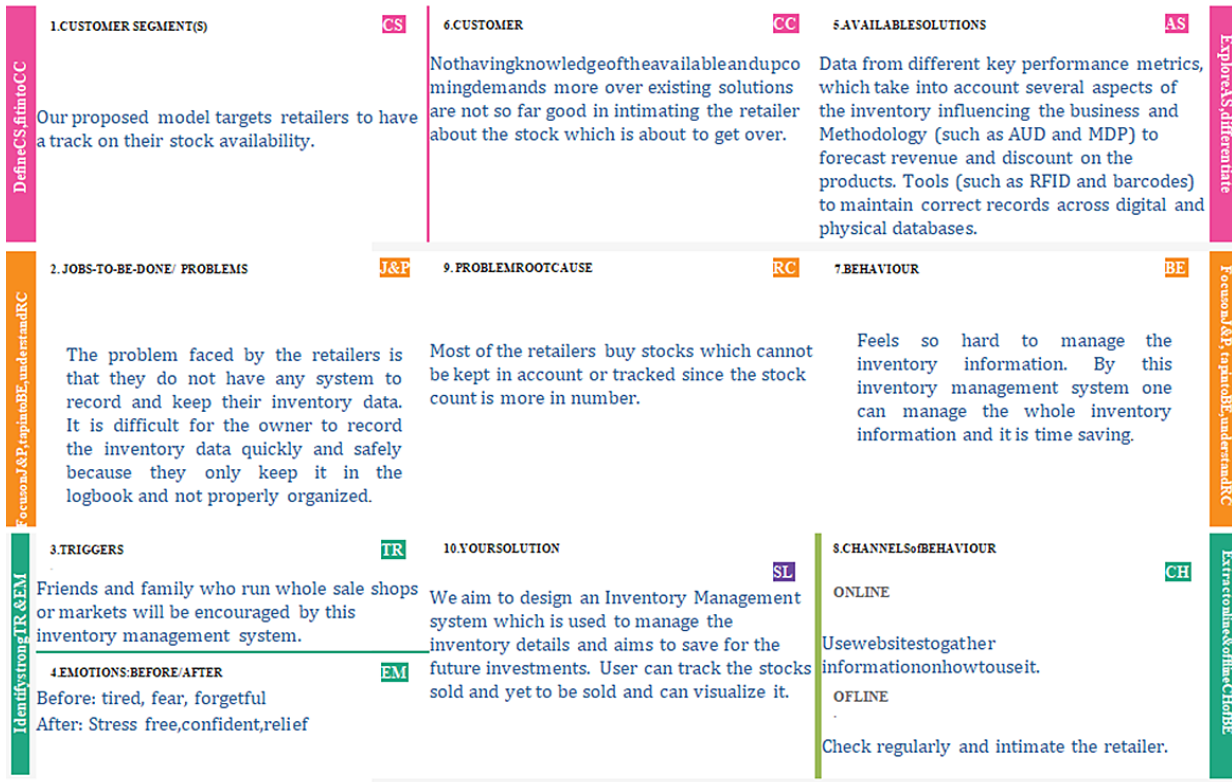 DefineCS,fitintoCC
1.CUSTOMER SEGMENT(S)
CS
Our proposed model targets retailers to have
a track on their stock availability.
6.CUSTOMER
CC
Nothavingknowledgeoftheavailableandupco
mingdemands more over existing solutions
are not so far good in intimating the retailer
about the stock which is about to get over.
5.AVAILABLESOLUTIONS
AS
Data from different key performance metrics,
which take into account several aspects of
the inventory influencing the business and
Methodology (such as AUD and MDP) to
forecast revenue and discount on the
products. Tools (such as RFID and barcodes)
to maintain correct records across digital and
physical databases.
ExploreAS,differentiate
FocusonJ&P,tapintoBE,understandRC
2. JOBS-TO-BE-DONE/ PROBLEMS
J&P
The problem faced by the retailers is
that they do not have any system to
record and keep their inventory data.
It is difficult for the owner to record
the inventory data quickly and safely
because they only keep it in the
logbook and not properly organized.
9. PROBLEMROOTCAUSE
RC
Most of the retailers buy stocks which cannot
be kept in account or tracked since the stock
count is more in number.
7.BEHAVIOUR
BE
Feels so hard to manage the
inventory information. By this
inventory management system one
can manage the whole inventory
information and it is time saving.
FocusonJ&P, tapintoBE,understandRC
IdentifystrongTR &EM
3.TRIGGERS
TR
Friends and family who run whole sale shops
or markets will be encouraged by this
inventory management system.
4.EMOTIONS:BEFORE/AFTER
EM
Before: tired, fear, forgetful
After: Stress free,confident,relief
10.YOURSOLUTION
SL
We aim to design an Inventory Management
system which is used to manage the
inventory details and aims to save for the
future investments. User can track the stocks
sold and yet to be sold and can visualize it.
8.CHANNELSofBEHAVIOUR
CH
ONLINE
Usewebsitestogather
informationonhowtouseit.
OFLINE
Check regularly and intimate the retailer.
Extractonline&offlineCHofBE